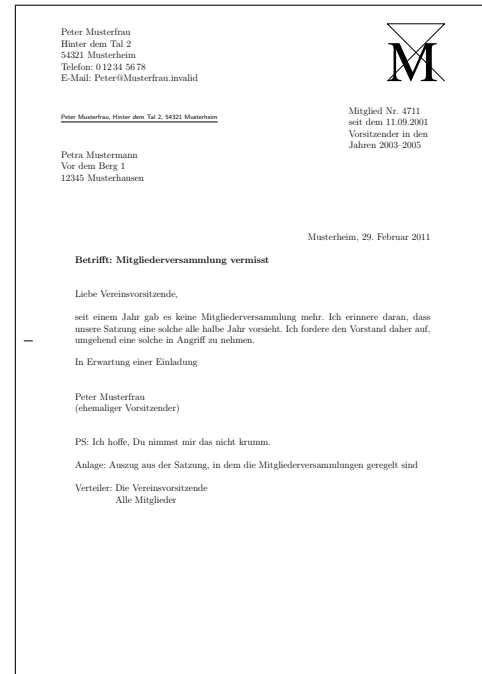 Peter Musterfrau
Hinter dem Tal 2
54321 Musterheim
Telefon: 0 12 34 56 78
E-Mail: Peter@Musterfrau.invalid
M
Peter Musterfrau, Hinter dem Tal 2, 54321 Musterheim
Mitglied Nr. 4711
seit dem 11.09.2001
Vorsitzender in den
Jahren 2003–2005
Petra Mustermann
Vor dem Berg 1
12345 Musterhausen
Musterheim, 29. Februar 2011
Betrifft: Mitgliederversammlung vermisst
Liebe Vereinsvorsitzende,
seit einem Jahr gab es keine Mitgliederversammlung mehr. Ich erinnere daran, dass
unsere Satzung eine solche alle halbe Jahr vorsieht. Ich fordere den Vorstand daher auf,
umgehend eine solche in Angriff zu nehmen.
In Erwartung einer Einladung
Peter Musterfrau
(ehemaliger Vorsitzender)
PS: Ich hoffe, Du nimmst mir das nicht krumm.
Anlage: Auszug aus der Satzung, in dem die Mitgliederversammlungen geregelt sind
Verteiler: Die Vereinsvorsitzende
Alle Mitglieder